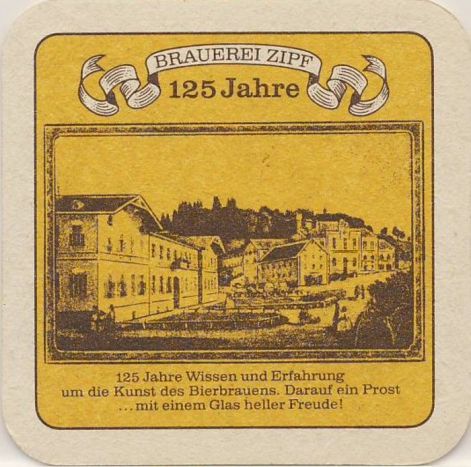 BRAUEREI ZIPF
125 Jahre
125 Jahre Wissen und Erfahrung
um die Kunst des Bierbrauens. Darauf ein Prost
...mit einem Glas heller Freude!